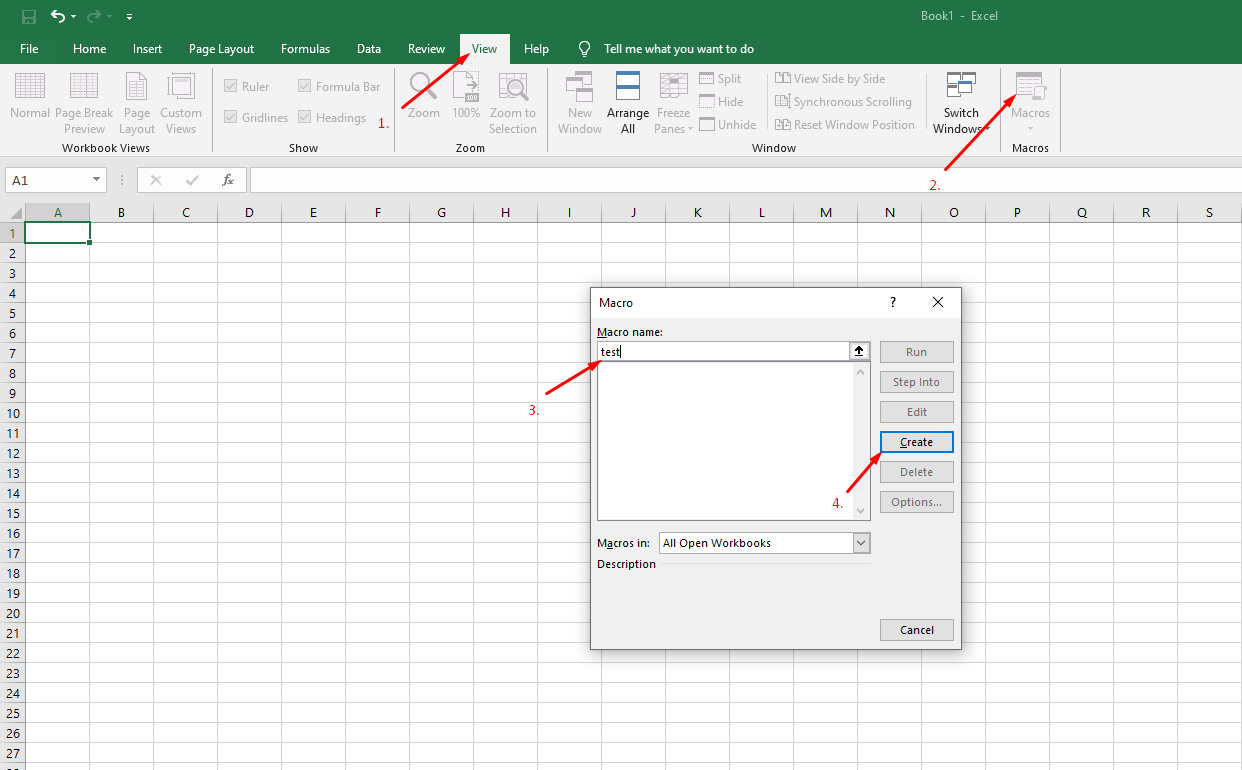 Book1 - Excel
File Home Insert Page Layout Formulas Data Review View Help Tell me what you want to do
Normal Page Break Preview Page Layout Custom Views
Workbook Views
Ruler Formula Bar
Gridlines Headings
Show
1.
Zoom 100% Zoom to Selection
Zoom
New Window Arrange All Freeze Panes
Split
Hide
Unhide
View Side by Side
Synchronous Scrolling
Reset Window Position
Switch Windows
Window
Macros
Macros
2.
A1 fx
A B C D E F G H I J K L M N O P Q R S
1
2
3
4
5
6
7
8
9
10
11
12
13
14
15
16
17
18
19
20
21
22
23
24
25
26
27
Macro ?
Macro name:
test
3.
Run
Step Into
Edit
Create
Delete
4.
Options...
Macros in: All Open Workbooks
Description
Cancel